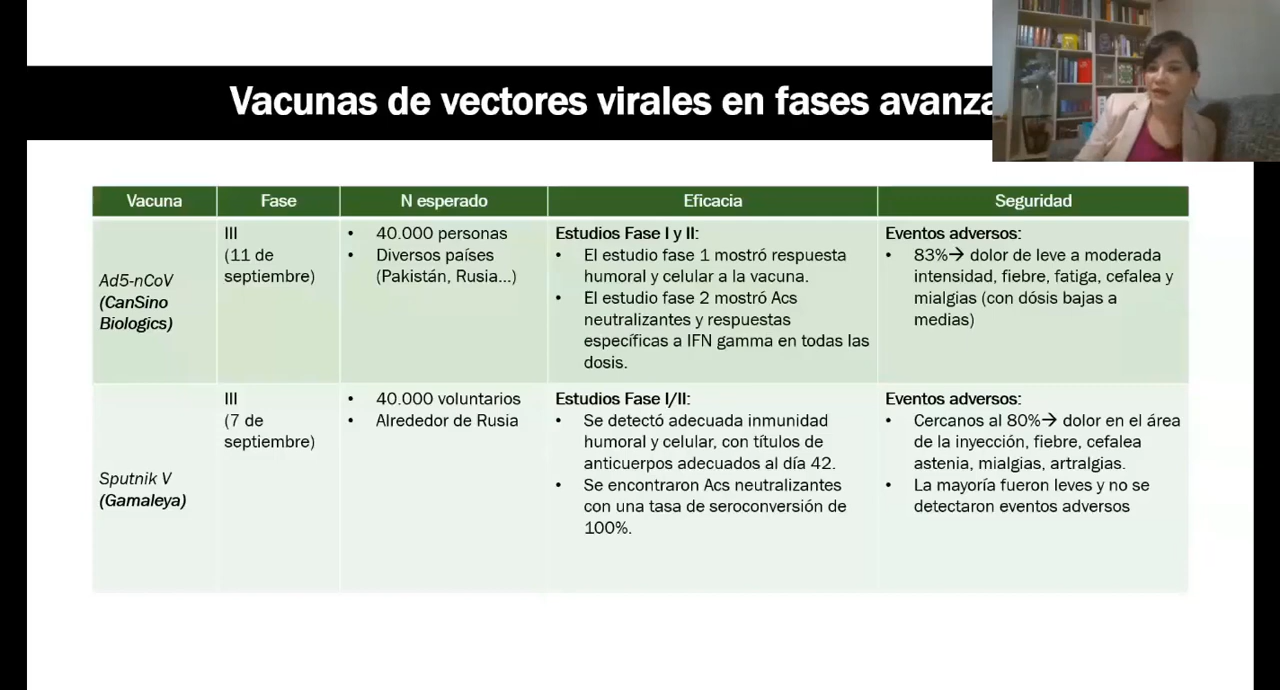 Vacunas de vectores virales en fases avanza
Vacuna
Fase
N esperado
Eficacia
Seguridad
Ad5-nCoV
(CanSino
Biologics)
III
(11 de
septiembre)
• 40.000 personas
• Diversos países
(Pakistán, Rusia...)
Estudios Fase I y II:
• El estudio fase 1 mostró respuesta
humoral y celular a la vacuna.
• El estudio fase 2 mostró Acs
neutralizantes y respuestas
específicas a IFN gamma en todas las
dosis.
Eventos adversos:
• 83%→ dolor de leve a moderada
intensidad, fiebre, fatiga, cefalea y
mialgias (con dósis bajas a
medias)
Sputnik V
(Gamaleya)
III
(7 de
septiembre)
• 40.000 voluntarios
• Alrededor de Rusia
Estudios Fase I/II:
• Se detectó adecuada inmunidad
humoral y celular, con títulos de
anticuerpos adecuados al día 42.
• Se encontraron Acs neutralizantes
con una tasa de seroconversión de
100%.
Eventos adversos:
• Cercanos al 80%→ dolor en el área
de la inyección, fiebre, cefalea
astenia, mialgias, artralgias.
• La mayoría fueron leves y no se
detectaron eventos adversos